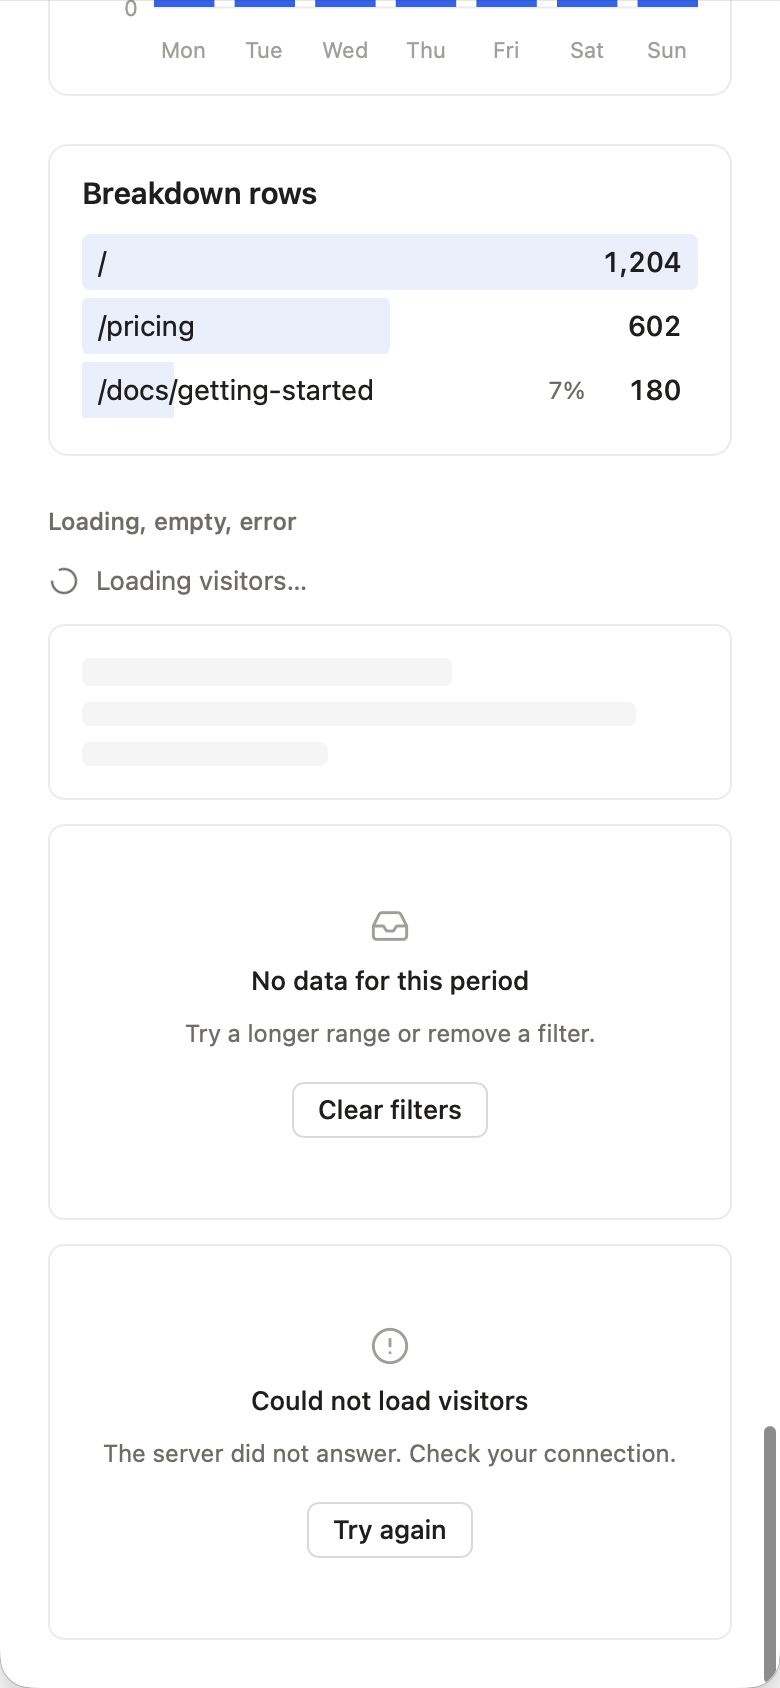 0
Mon Tue Wed Thu Fri Sat Sun
Breakdown rows
/ 1,204
/pricing 602
/docs/getting-started 7% 180
Loading, empty, error
Loading visitors...
No data for this period
Try a longer range or remove a filter.
Clear filters
Could not load visitors
The server did not answer. Check your connection.
Try again